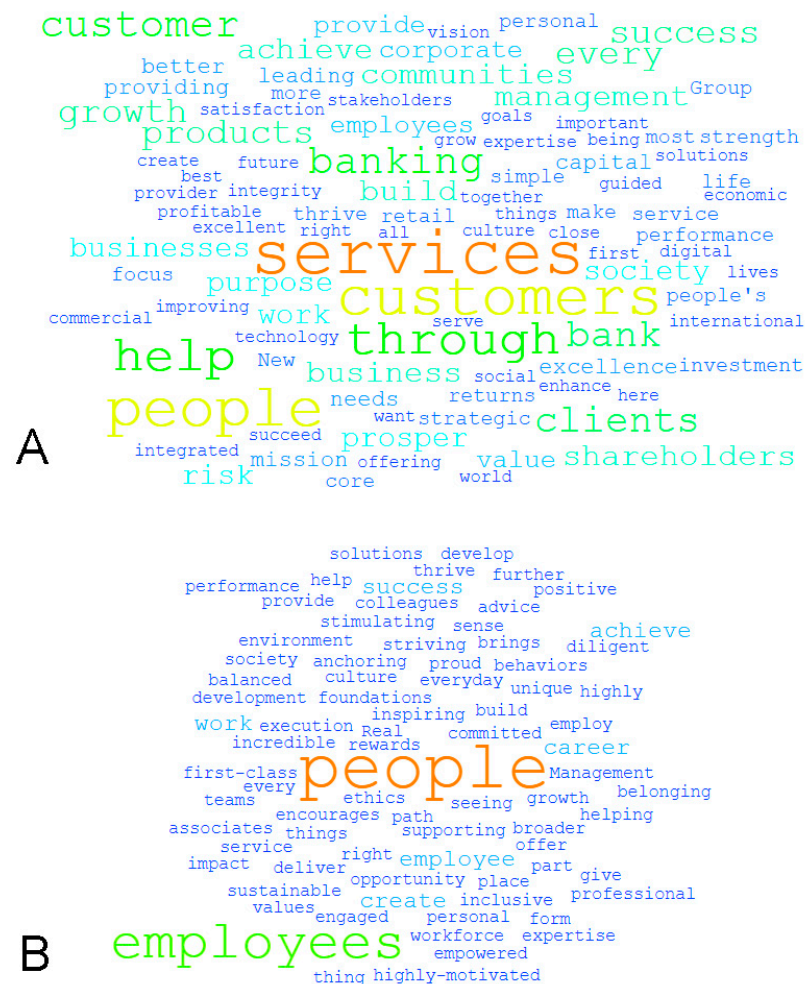 customer provide vision personal success
achieve corporate every
better leading communities
providing more stakeholders management Group
growth satisfaction employees goals important
products grow expertise being most strength
create future banking simple capital solutions
best build together guided life
provider integrity economic
profitable thrive retail things make service
excellent right all culture close performance
businesses services first digital
focus purpose customers society lives
improving work people's
commercial technology through serve bank international
help New business social excellence investment
people needs returns enhance here
want strategic clients
succeed prosper
A integrated mission offering value shareholders
risk core world
solutions develop
thrive further
performance help success positive
provide colleagues advice
stimulating sense achieve
environment striving brings diligent
society anchoring proud behaviors
balanced culture everyday unique highly
development foundations
inspiring build
work execution Real committed employ
incredible rewards career
first-class people Management
every belonging
teams ethics seeing growth
encourages path helping
associates things supporting broader
service offer
impact right employee part
deliver opportunity place give
sustainable create inclusive professional
values engaged personal form
employees workforce expertise
B empowered
thing highly-motivated